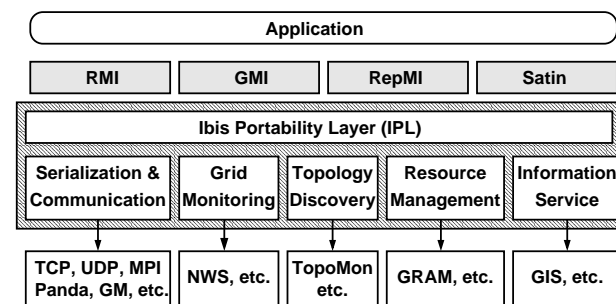 Application
RMI GMI RepMI Satin
Ibis Portability Layer (IPL)
Serialization &
Communication
Grid
Monitoring
Topology
Discovery
Resource
Management
Information
Service
TCP, UDP, MPI
Panda, GM, etc.
NWS, etc.
TopoMon
etc.
GRAM, etc.
GIS, etc.